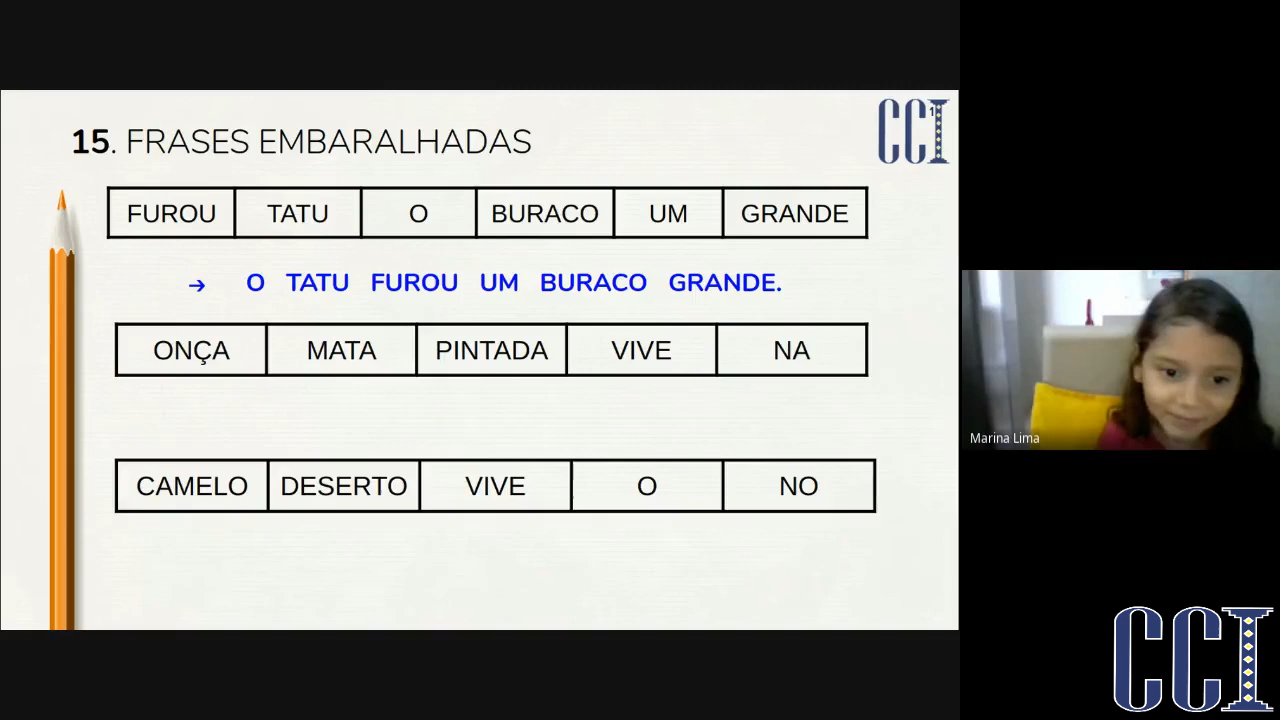 15. FRASES EMBARALHADAS
CCI
1
FUROU TATU O BURACO UM GRANDE
➔ O TATU FUROU UM BURACO GRANDE.
ONÇA MATA PINTADA VIVE NA
Marina Lima
CAMELO DESERTO VIVE O NO
CCI